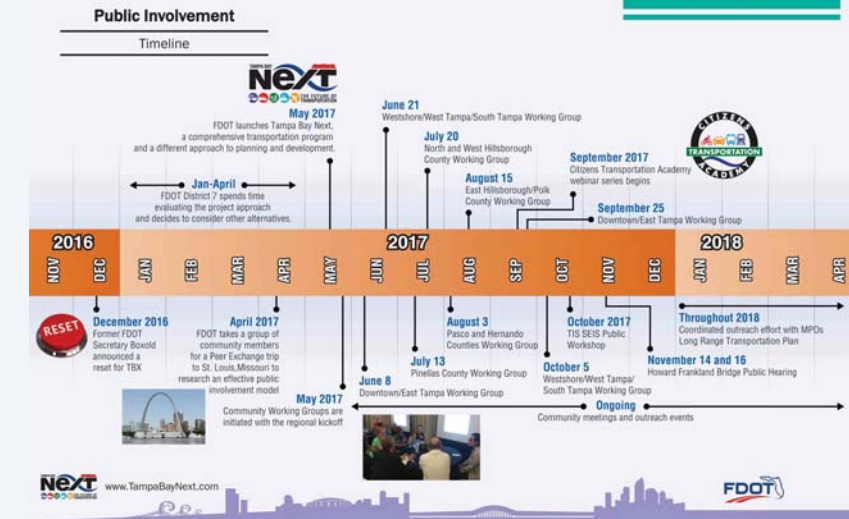 Public Involvement
Timeline
TAMPA BAY
NEXT
THE FUTURE OF
TRANSPORTATION
May 2017
FDOT launches Tampa Bay Next,
a comprehensive transportation program
and a different approach to planning and development.
Jan-April
FDOT District 7 spends time
evaluating the project approach
and decides to consider other alternatives.
June 21
Westshore/West Tampa/South Tampa Working Group
July 20
North and West Hillsborough
County Working Group
August 15
East Hillsborough/Polk
County Working Group
September 2017
Citizens Transportation Academy
webinar series begins
September 25
Downtown/East Tampa Working Group
CITIZENS
TRANSPORTATION
ACADEMY
2016
2017
2018
NOV
DEC
JAN
FEB
MAR
APR
MAY
JUN
JUL
AUG
SEP
OCT
NOV
DEC
JAN
FEB
MAR
APR
RESET
December 2016
Former FDOT
Secretary Boxold
announced a
reset for TBX
April 2017
FDOT takes a group of
community members
for a Peer Exchange trip
to St. Louis,Missouri to
research an effective public
involvement model
May 2017
Community Working Groups are
initiated with the regional kickoff
June 8
Downtown/East Tampa Working Group
July 13
Pinellas County Working Group
August 3
Pasco and Hernando
Counties Working Group
October 5
Westshore/West Tampa/
South Tampa Working Group
October 2017
TIS SEIS Public
Workshop
November 14 and 16
Howard Frankland Bridge Public Hearing
Throughout 2018
Coordinated outreach effort with MPOs
Long Range Transportation Plan
Ongoing
Community meetings and outreach events
NEXT
www.TampaBayNext.com
FDOT